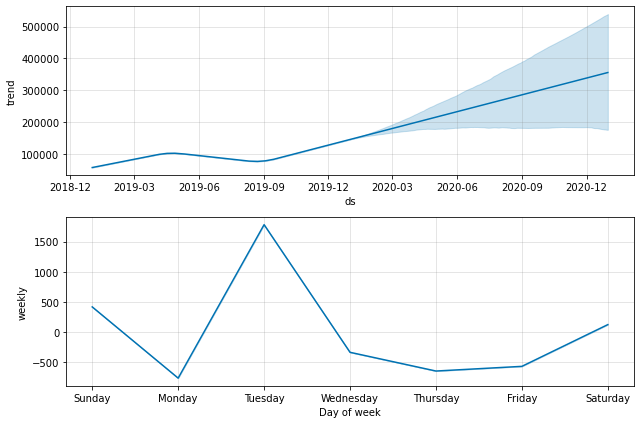 500000
400000
300000
200000
100000
trend
2018-12 2019-03 2019-06 2019-09 2019-12 2020-03 2020-06 2020-09 2020-12
ds
1500
1000
500
0
−500
weekly
Sunday Monday Tuesday Wednesday Thursday Friday Saturday
Day of week